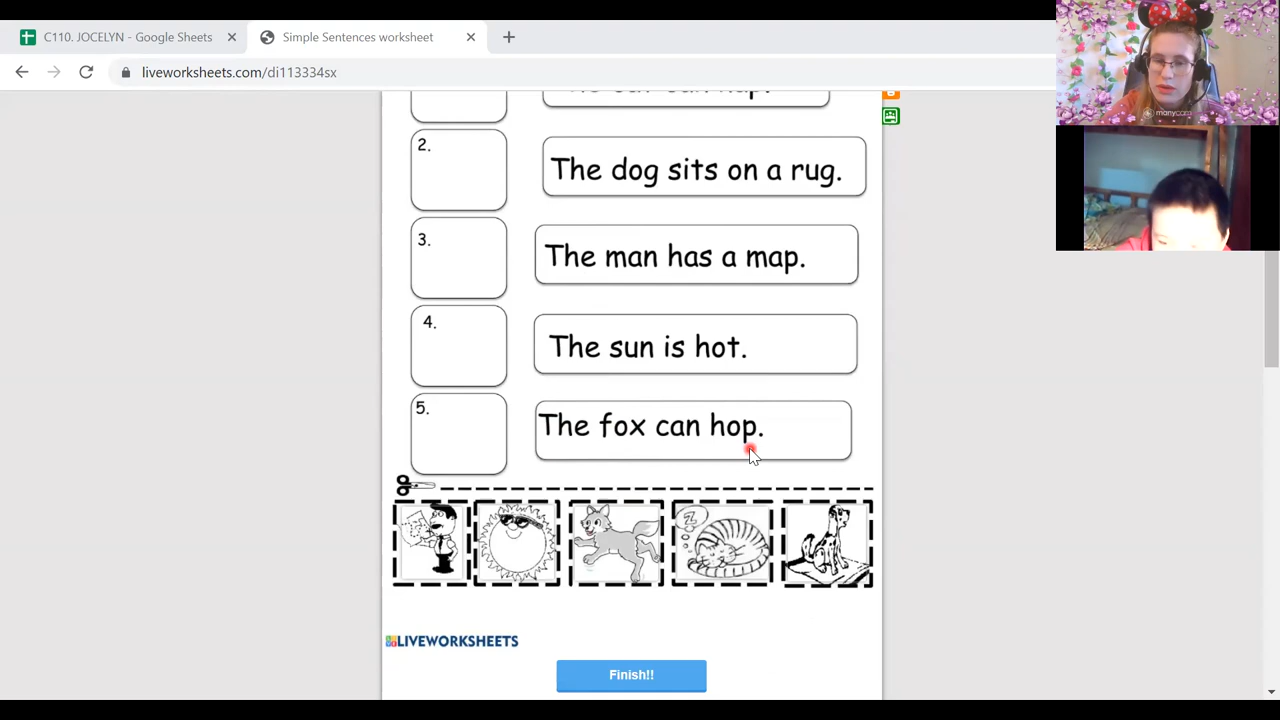 C110. JOCELYN - Google Sheets
Simple Sentences worksheet
liveworksheets.com/di113334sx
manycam
2.
The dog sits on a rug.
3.
The man has a map.
4.
The sun is hot.
5.
The fox can hop.
Z
LIVEWORKSHEETS
Finish!!